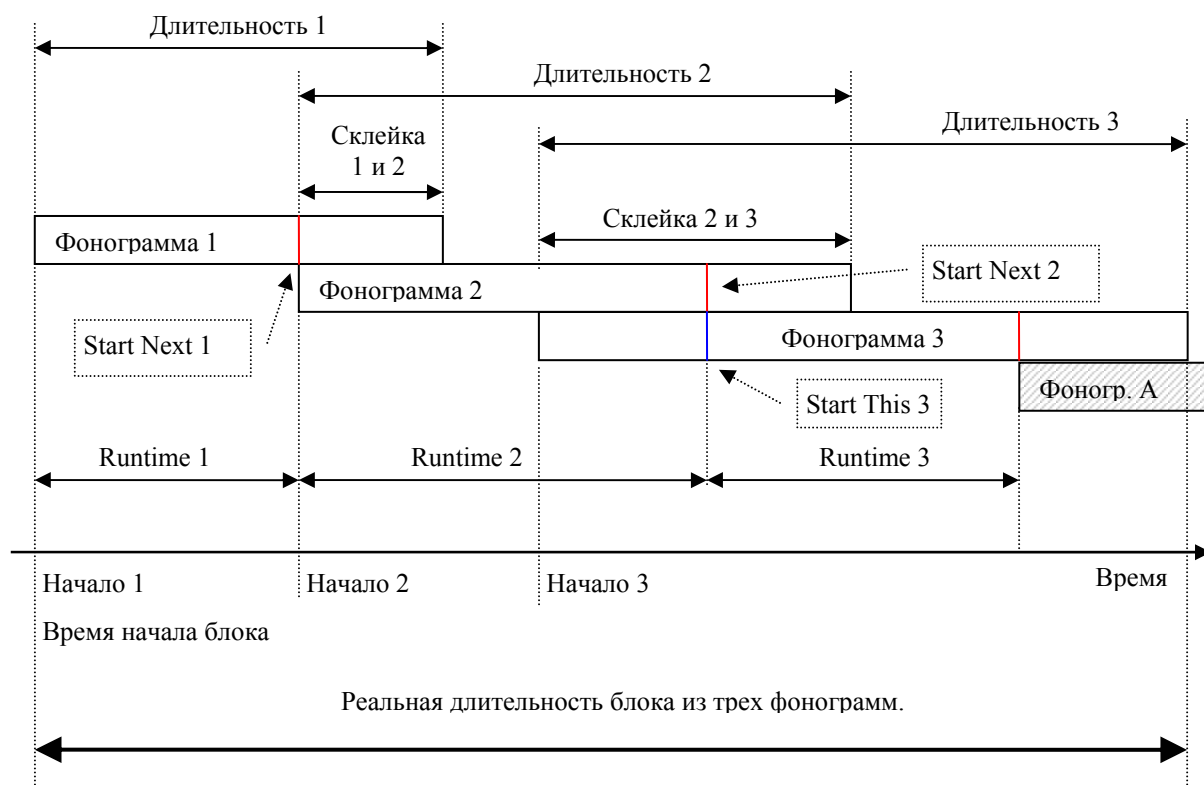 Длительность 1
Длительность 2
Склейка
1 и 2
Длительность 3
Фонограмма 1
Склейка 2 и 3
Фонограмма 2
Start Next 2
Start Next 1
Фонограмма 3
Start This 3
Фоногр. А
Runtime 1
Runtime 2
Runtime 3
Начало 1
Начало 2
Начало 3
Время
Время начала блока
Реальная длительность блока из трех фонограмм.